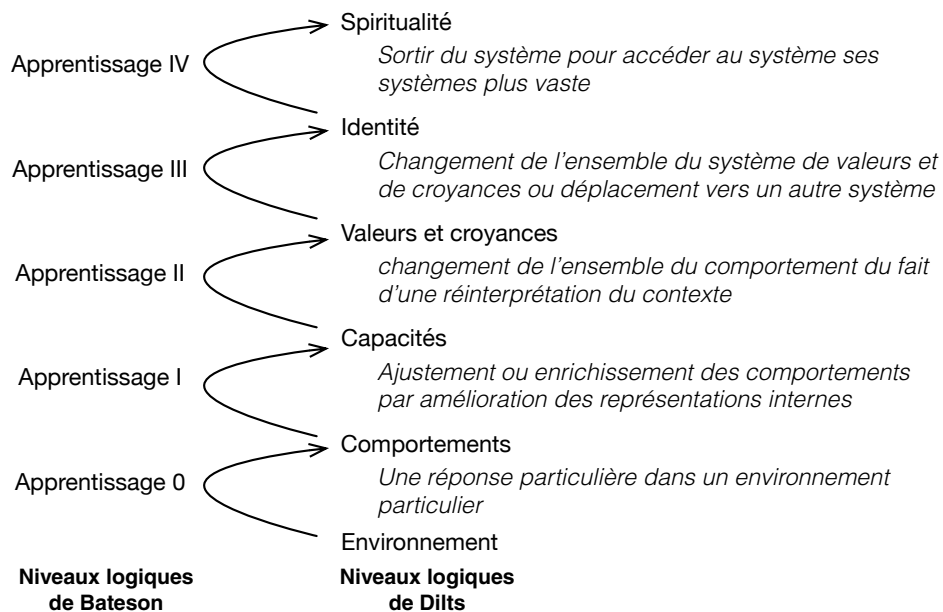 Spiritualité
Apprentissage IV
Sortir du système pour accéder au système ses
systèmes plus vaste
Identité
Apprentissage III
Changement de l'ensemble du système de valeurs et
de croyances ou déplacement vers un autre système
Valeurs et croyances
Apprentissage II
changement de l'ensemble du comportement du fait
d'une réinterprétation du contexte
Capacités
Apprentissage I
Ajustement ou enrichissement des comportements
par amélioration des représentations internes
Comportements
Apprentissage 0
Une réponse particulière dans un environnement
particulier
Environnement
Niveaux logiques
de Bateson
Niveaux logiques
de Dilts